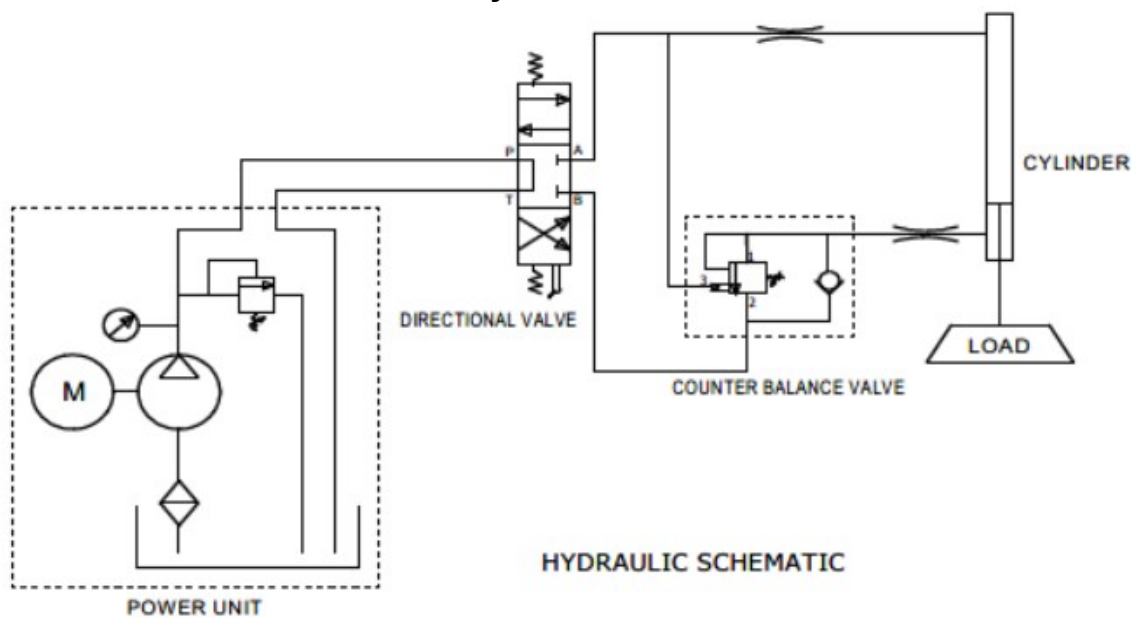 P
A
T
B
CYLINDER
DIRECTIONAL VALVE
1
3
2
LOAD
COUNTER BALANCE VALVE
M
HYDRAULIC SCHEMATIC
POWER UNIT